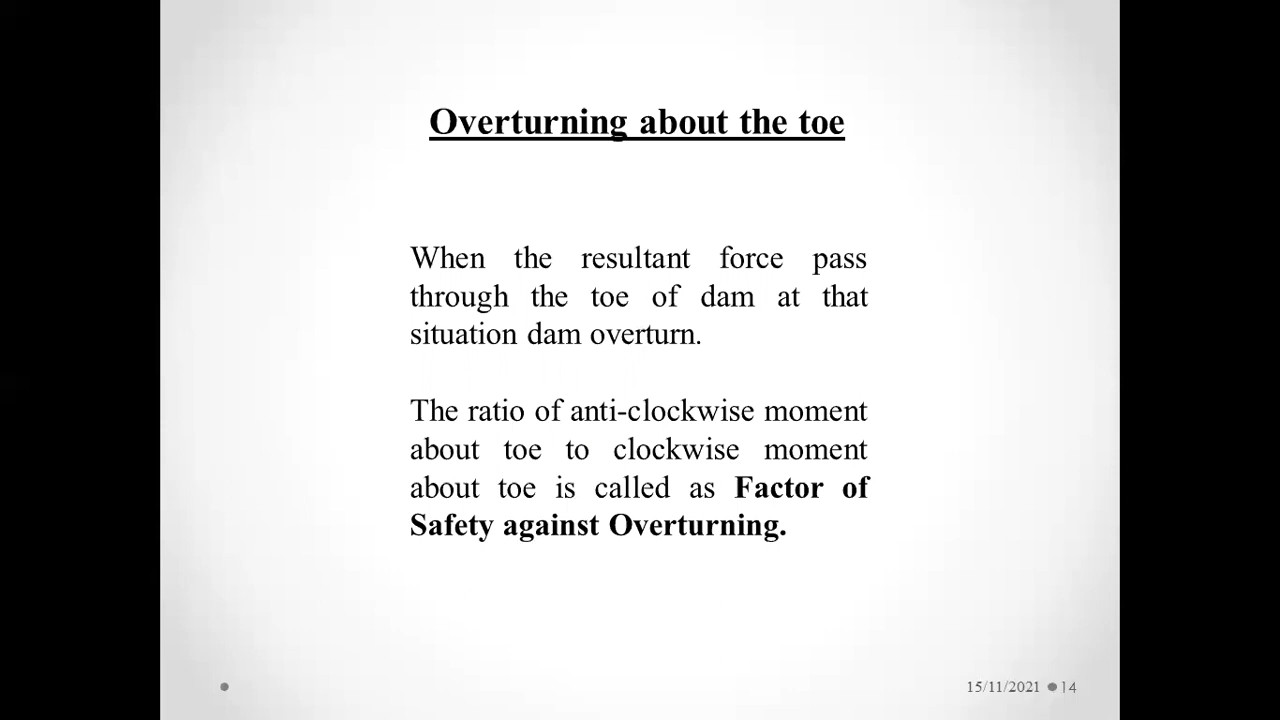 Overturning about the toe
When the resultant force pass
through the toe of dam at that
situation dam overturn.
The ratio of anti-clockwise moment
about toe to clockwise moment
about toe is called as Factor of
Safety against Overturning.
15/11/2021 14